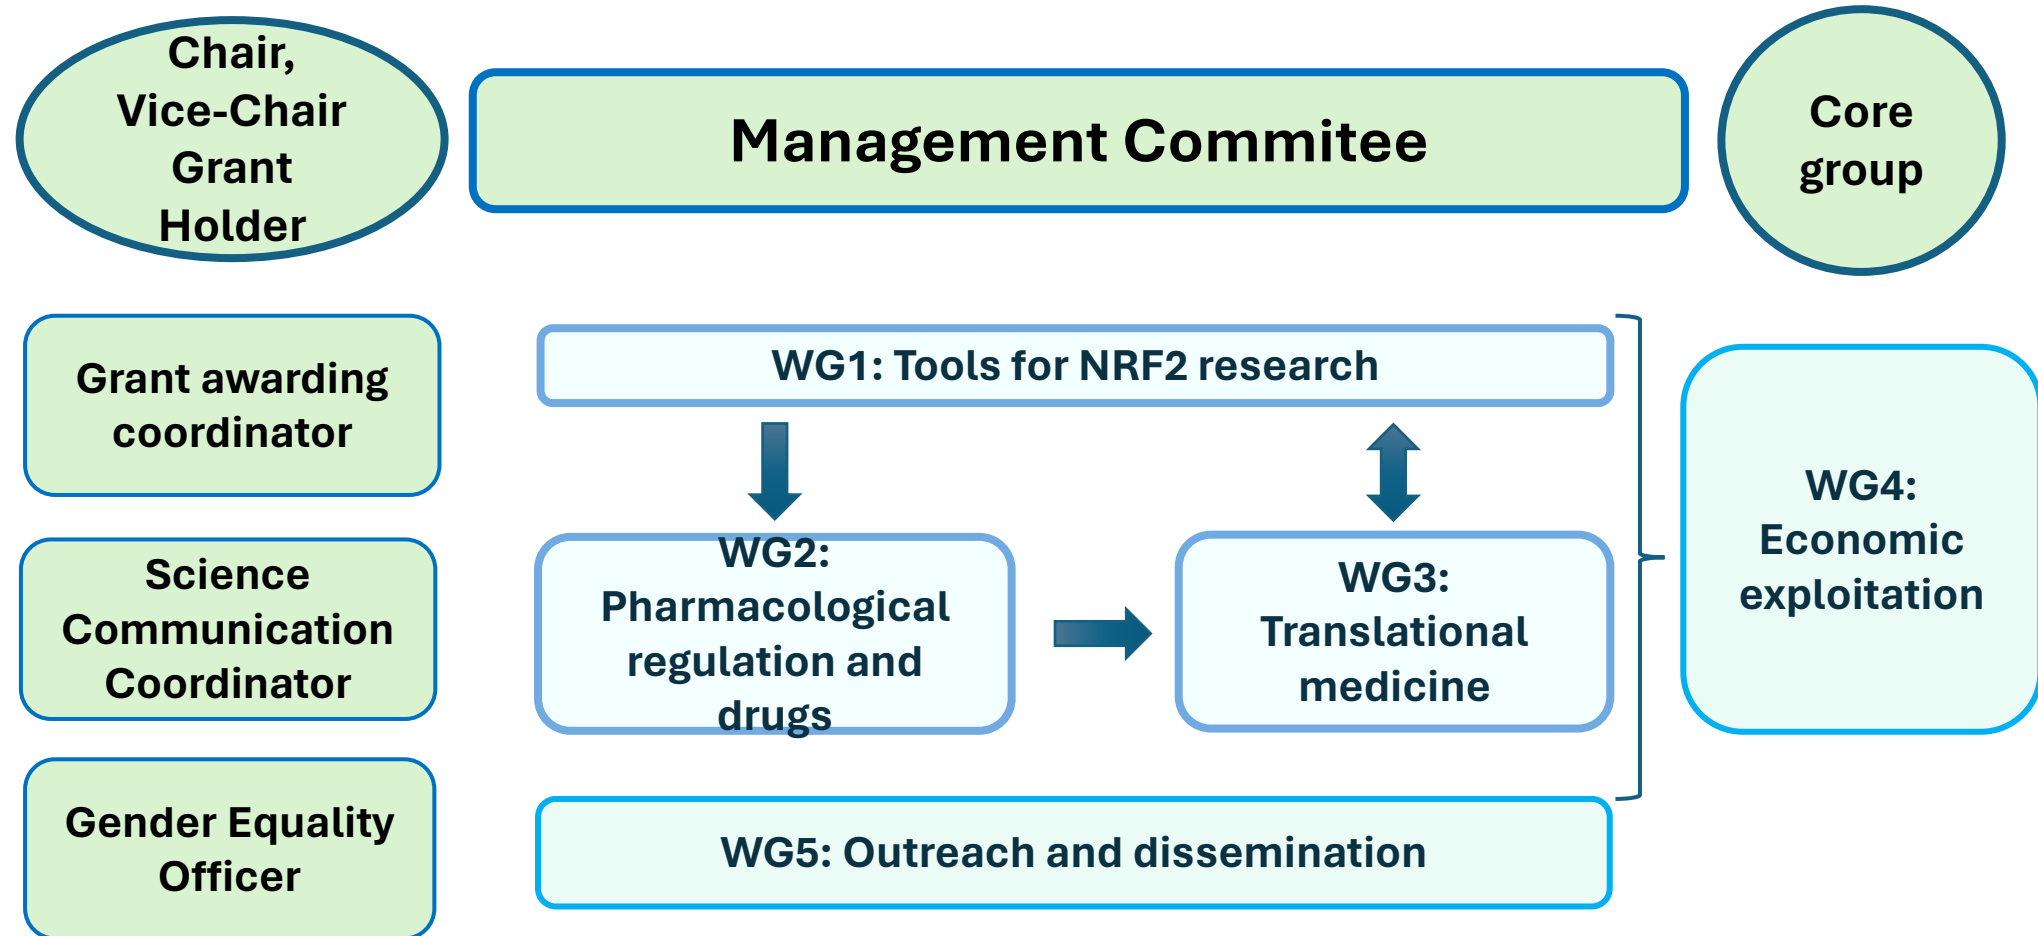 Chair,
Vice-Chair
Grant
Holder
Management Commitee
Core
group
Grant awarding
coordinator
Science
Communication
Coordinator
Gender Equality
Officer
WG1: Tools for NRF2 research
WG2:
Pharmacological
regulation and
drugs
WG3:
Translational
medicine
WG4:
Economic
exploitation
WG5: Outreach and dissemination